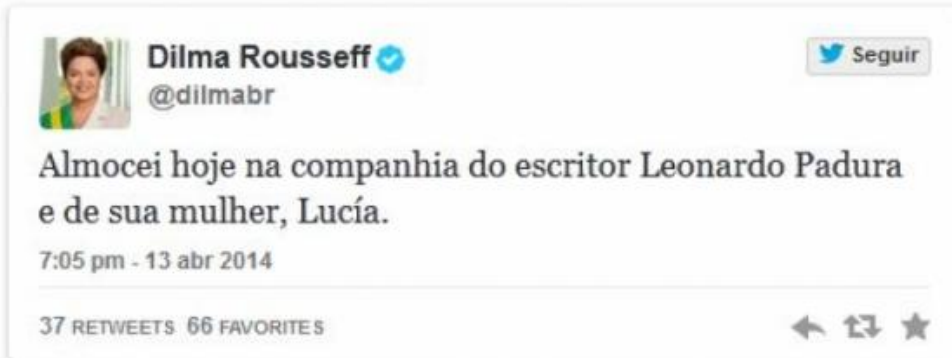 Dilma Rousseff
@dilmabr
Seguir
Almocei hoje na companhia do escritor Leonardo Padura
e de sua mulher, Lucía.
7:05 pm - 13 abr 2014
37 RETWEETS 66 FAVORITES